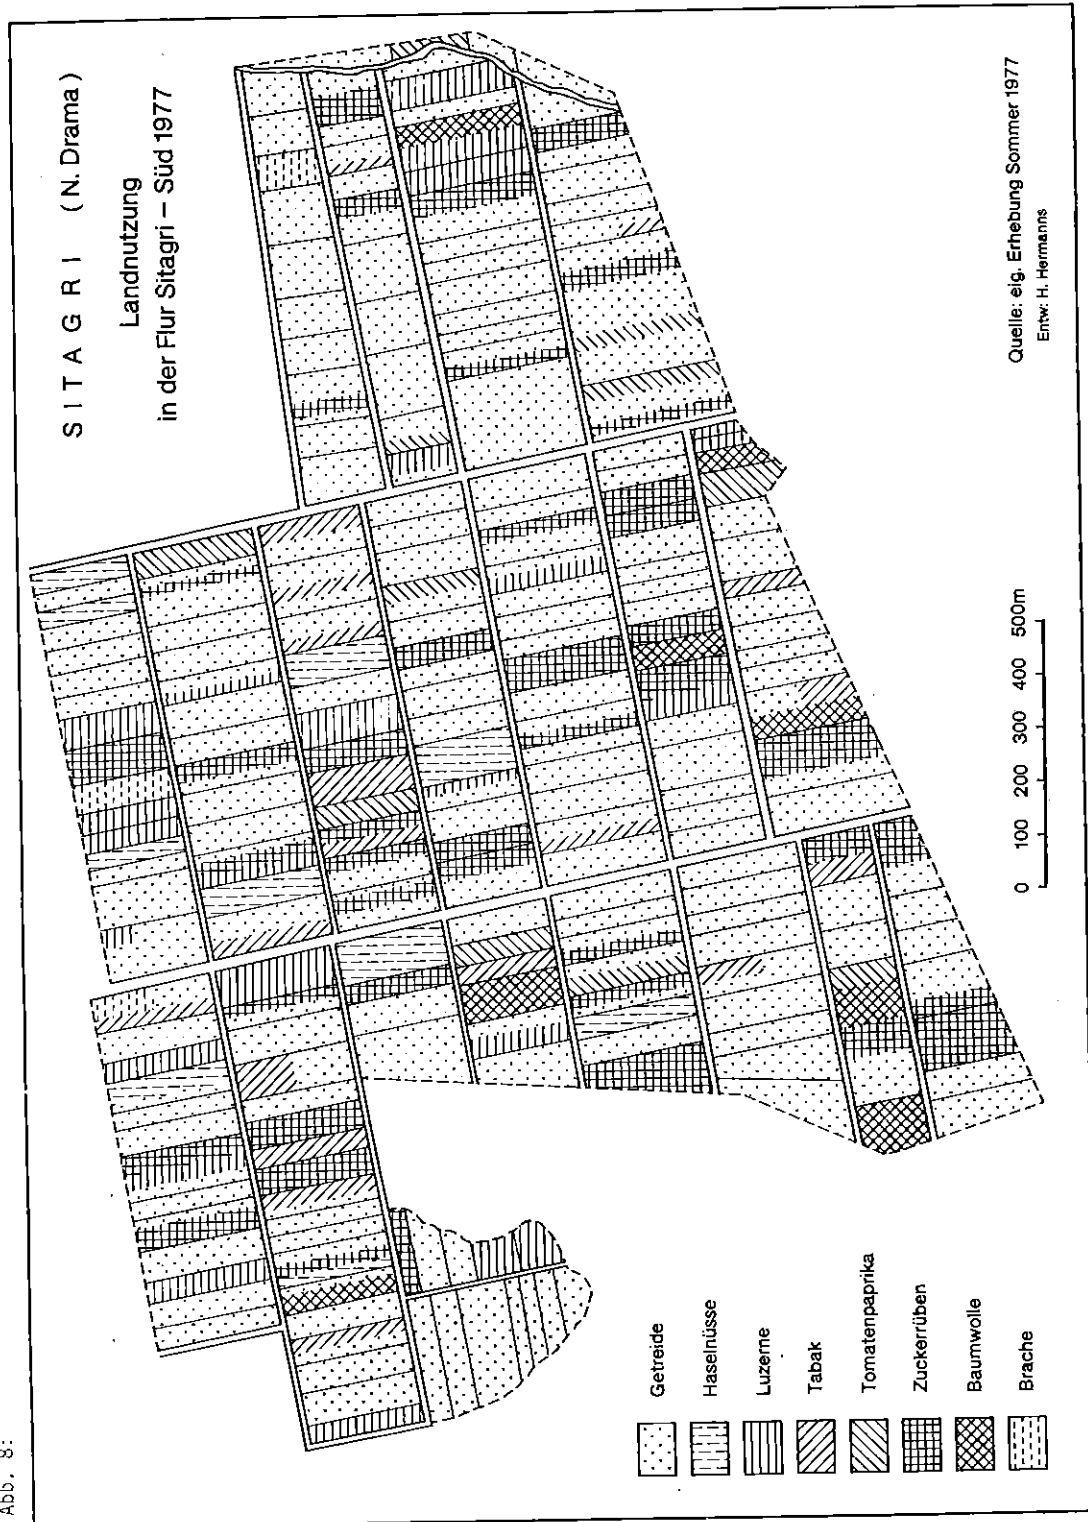 Abb. 8:
SITAGRI (N. Drama)
Landnutzung
in der Flur Sitagri – Süd 1977
Getreide
Haselnüsse
Luzerne
Tabak
Tomatenpaprika
Zuckerrüben
Baumwolle
Brache
0 100 200 300 400 500m
Quelle: eig. Erhebung Sommer 1977
Entw: H. Hermanns